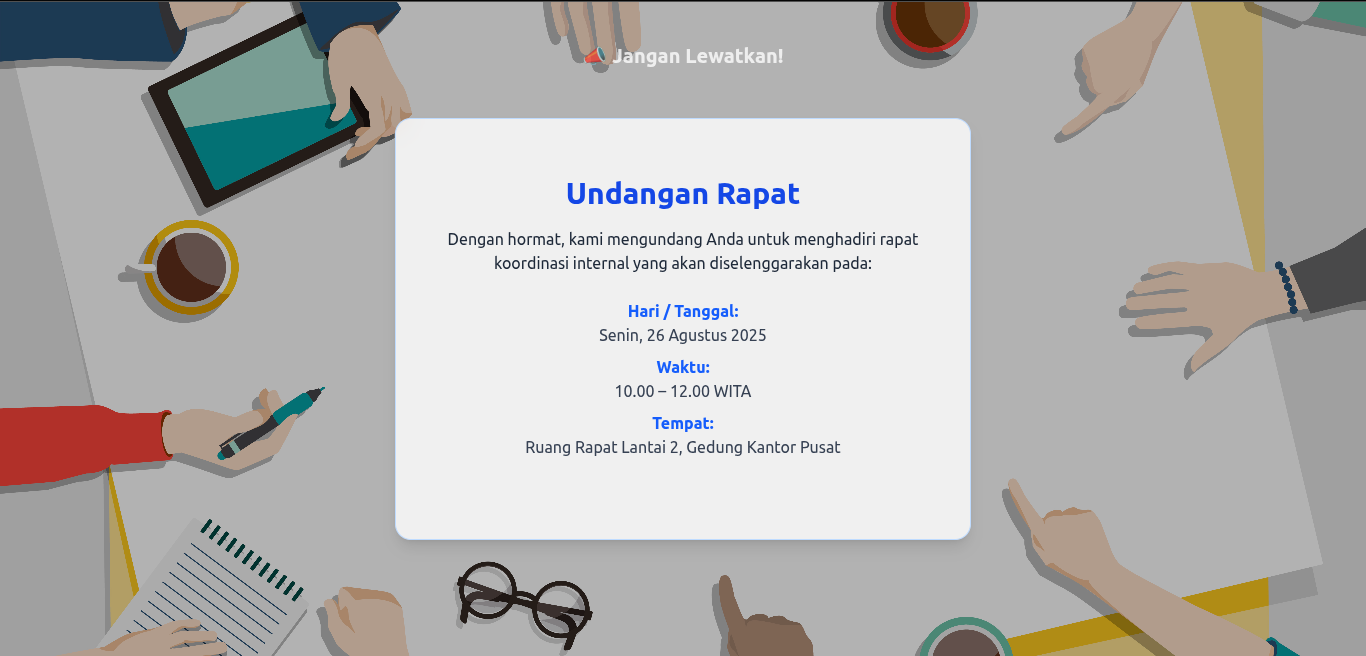 📣 Jangan Lewatkan!
Undangan Rapat
Dengan hormat, kami mengundang Anda untuk menghadiri rapat
koordinasi internal yang akan diselenggarakan pada:
Hari / Tanggal:
Senin, 26 Agustus 2025
Waktu:
10.00 – 12.00 WITA
Tempat:
Ruang Rapat Lantai 2, Gedung Kantor Pusat